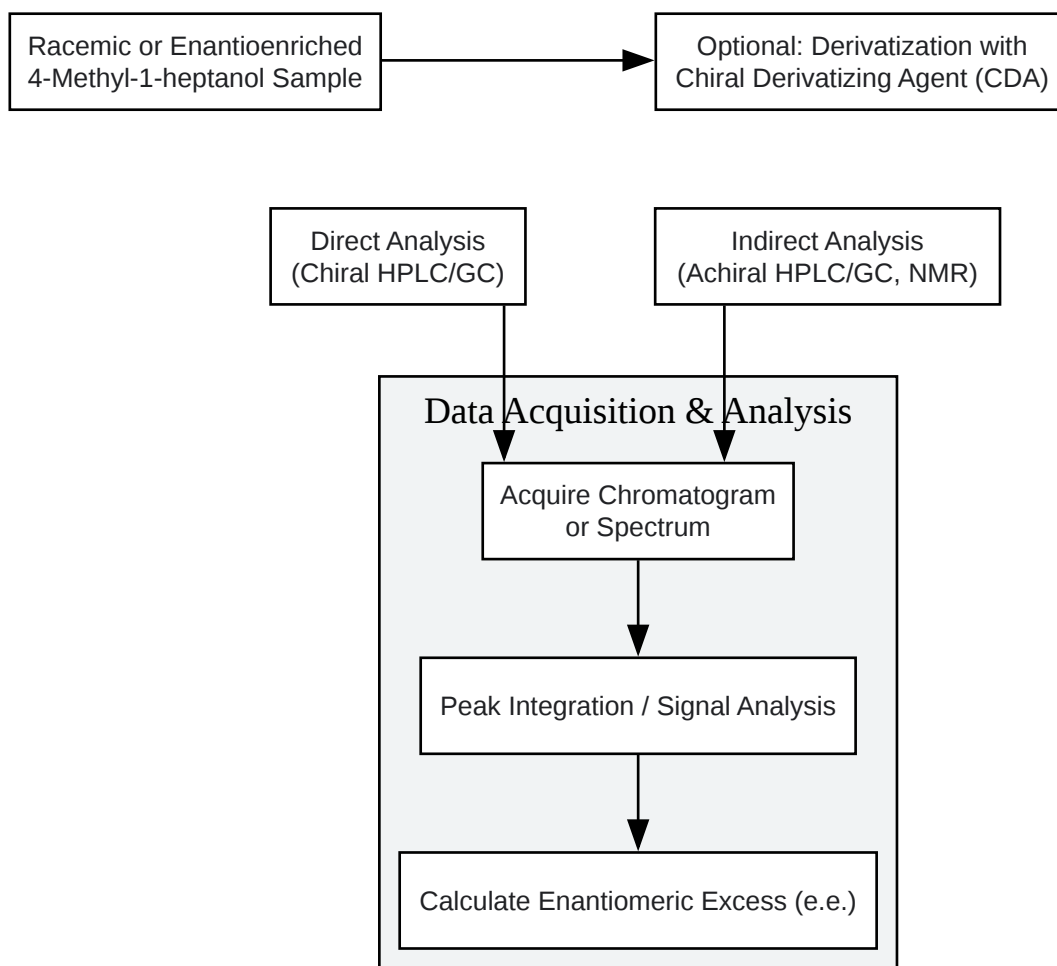 Racemic or Enantioenriched
4-Methyl-1-heptanol Sample
Optional: Derivatization with
Chiral Derivatizing Agent (CDA)
Direct Analysis
(Chiral HPLC/GC)
Indirect Analysis
(Achiral HPLC/GC, NMR)
Data Acquisition & Analysis
Acquire Chromatogram
or Spectrum
Peak Integration / Signal Analysis
Calculate Enantiomeric Excess (e.e.)